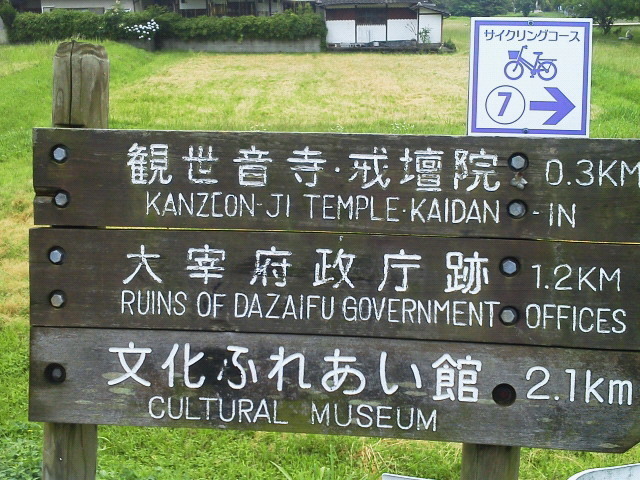 サイクリングコース
7
観世音寺・戒壇院 0.3KM
KANZEON-JI TEMPLE・KAIDAN-IN
大宰府政庁跡 1.2KM
RUINS OF DAZAIFU GOVERNMENT OFFICES
文化ふれあい館 2.1km
CULTURAL MUSEUM